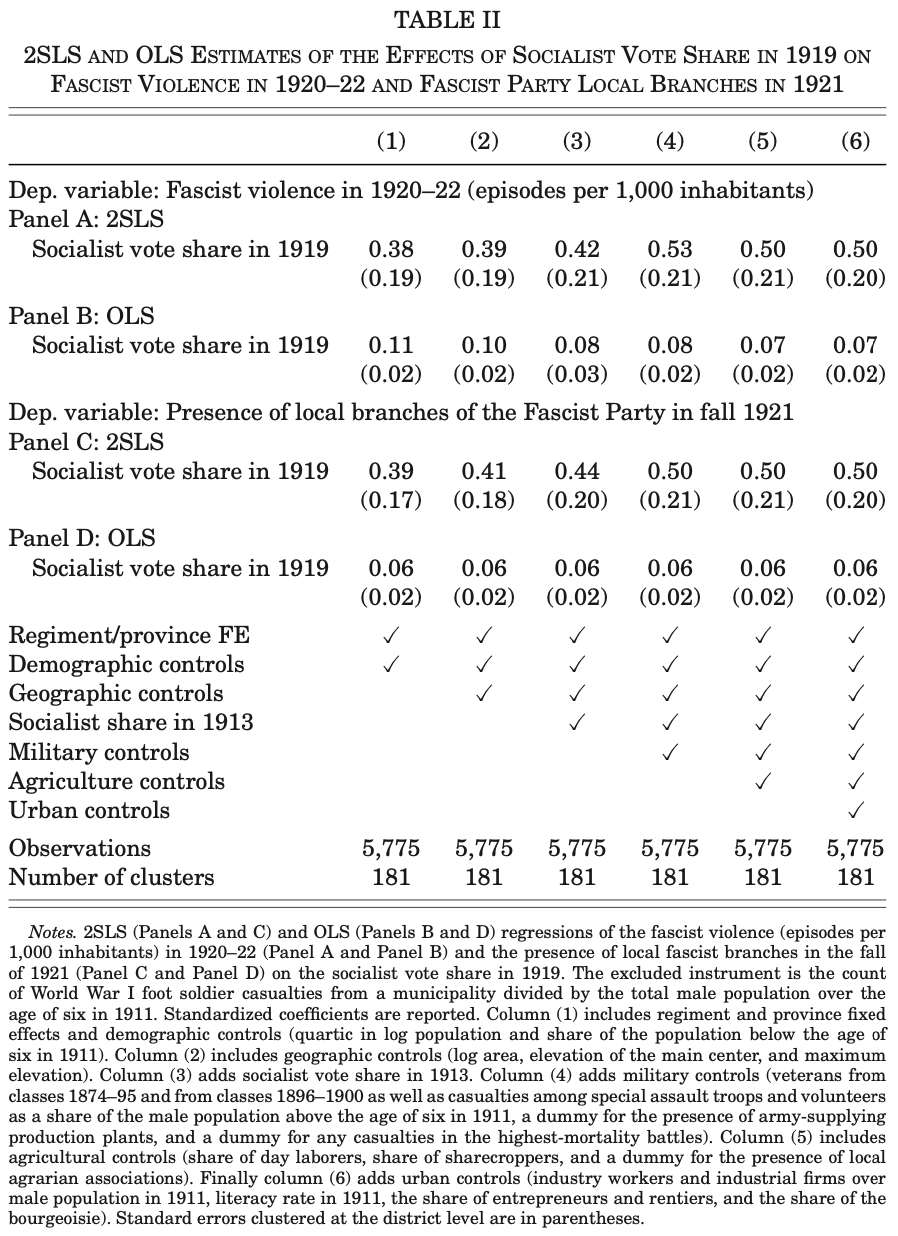 TABLE II
2SLS AND OLS ESTIMATES OF THE EFFECTS OF SOCIALIST VOTE SHARE IN 1919 ON
FASCIST VIOLENCE IN 1920–22 AND FASCIST PARTY LOCAL BRANCHES IN 1921
(1) (2) (3) (4) (5) (6)
Dep. variable: Fascist violence in 1920–22 (episodes per 1,000 inhabitants)
Panel A: 2SLS
Socialist vote share in 1919 0.38 0.39 0.42 0.53 0.50 0.50
(0.19) (0.19) (0.21) (0.21) (0.21) (0.20)
Panel B: OLS
Socialist vote share in 1919 0.11 0.10 0.08 0.08 0.07 0.07
(0.02) (0.02) (0.03) (0.02) (0.02) (0.02)
Dep. variable: Presence of local branches of the Fascist Party in fall 1921
Panel C: 2SLS
Socialist vote share in 1919 0.39 0.41 0.44 0.50 0.50 0.50
(0.17) (0.18) (0.20) (0.21) (0.21) (0.20)
Panel D: OLS
Socialist vote share in 1919 0.06 0.06 0.06 0.06 0.06 0.06
(0.02) (0.02) (0.02) (0.02) (0.02) (0.02)
Regiment/province FE ✓ ✓ ✓ ✓ ✓ ✓
Demographic controls ✓ ✓ ✓ ✓ ✓ ✓
Geographic controls ✓ ✓ ✓ ✓ ✓
Socialist share in 1913 ✓ ✓ ✓ ✓
Military controls ✓ ✓ ✓
Agriculture controls ✓ ✓
Urban controls ✓
Observations 5,775 5,775 5,775 5,775 5,775 5,775
Number of clusters 181 181 181 181 181 181
Notes. 2SLS (Panels A and C) and OLS (Panels B and D) regressions of the fascist violence (episodes per
1,000 inhabitants) in 1920–22 (Panel A and Panel B) and the presence of local fascist branches in the fall
of 1921 (Panel C and Panel D) on the socialist vote share in 1919. The excluded instrument is the count
of World War I foot soldier casualties from a municipality divided by the total male population over the
age of six in 1911. Standardized coefficients are reported. Column (1) includes regiment and province fixed
effects and demographic controls (quartic in log population and share of the population below the age of
six in 1911). Column (2) includes geographic controls (log area, elevation of the main center, and maximum
elevation). Column (3) adds socialist vote share in 1913. Column (4) adds military controls (veterans from
classes 1874–95 and from classes 1896–1900 as well as casualties among special assault troops and volunteers
as a share of the male population above the age of six in 1911, a dummy for the presence of army-supplying
production plants, and a dummy for any casualties in the highest-mortality battles). Column (5) includes
agricultural controls (share of day laborers, share of sharecroppers, and a dummy for the presence of local
agrarian associations). Finally column (6) adds urban controls (industry workers and industrial firms over
male population in 1911, literacy rate in 1911, the share of entrepreneurs and rentiers, and the share of the
bourgeoisie). Standard errors clustered at the district level are in parentheses.